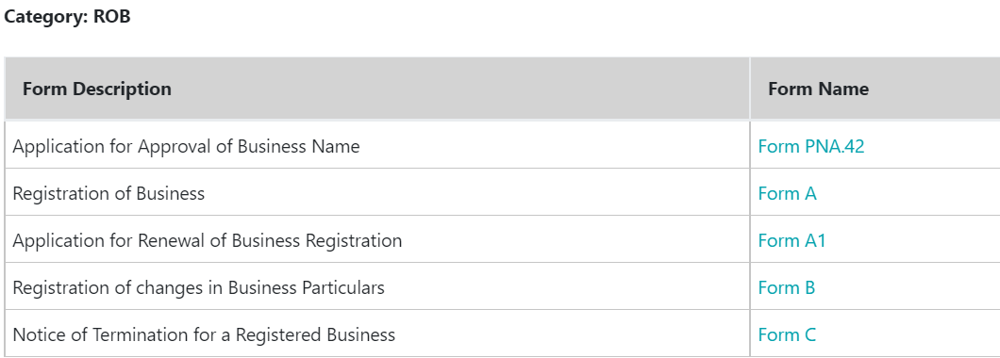 Category: ROB
Form Description Form Name
Application for Approval of Business Name Form PNA.42
Registration of Business Form A
Application for Renewal of Business Registration Form A1
Registration of changes in Business Particulars Form B
Notice of Termination for a Registered Business Form C